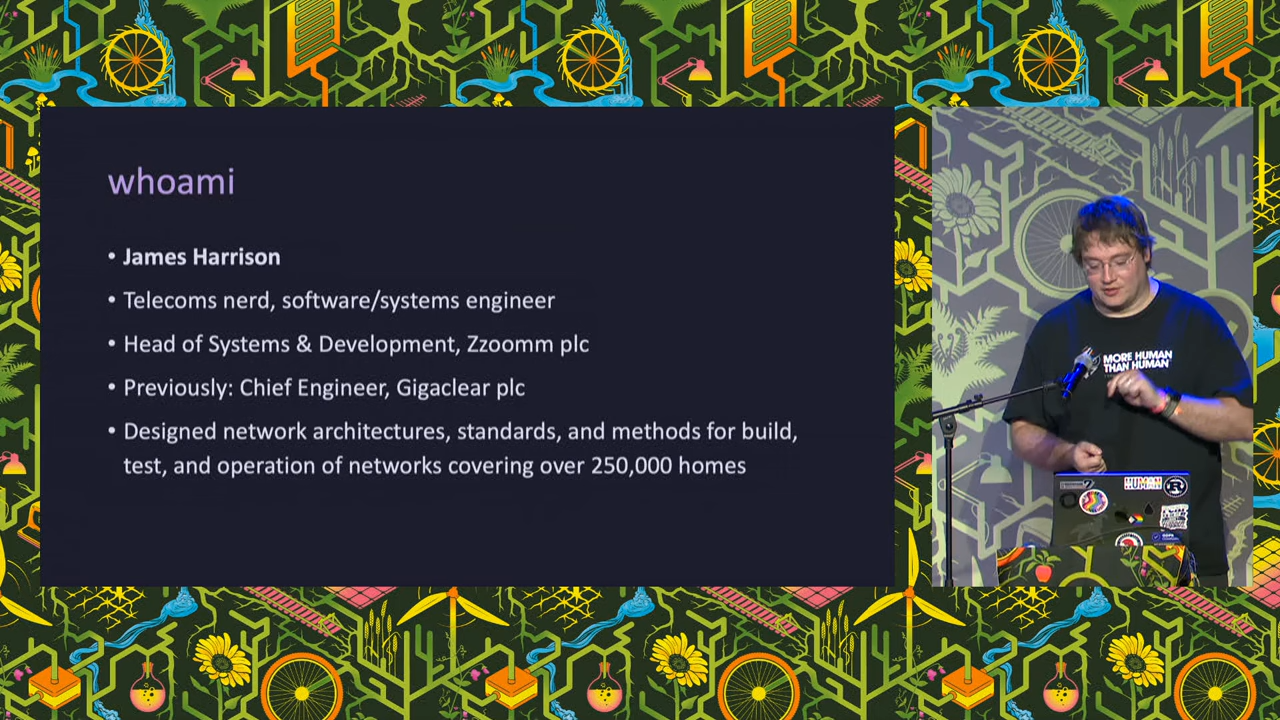 whoami
• James Harrison
• Telecoms nerd, software/systems engineer
• Head of Systems & Development, Zzoomm plc
• Previously: Chief Engineer, Gigaclear plc
• Designed network architectures, standards, and methods for build,
test, and operation of networks covering over 250,000 homes
MORE HUMAN
THAN HUMAN
HUMAN